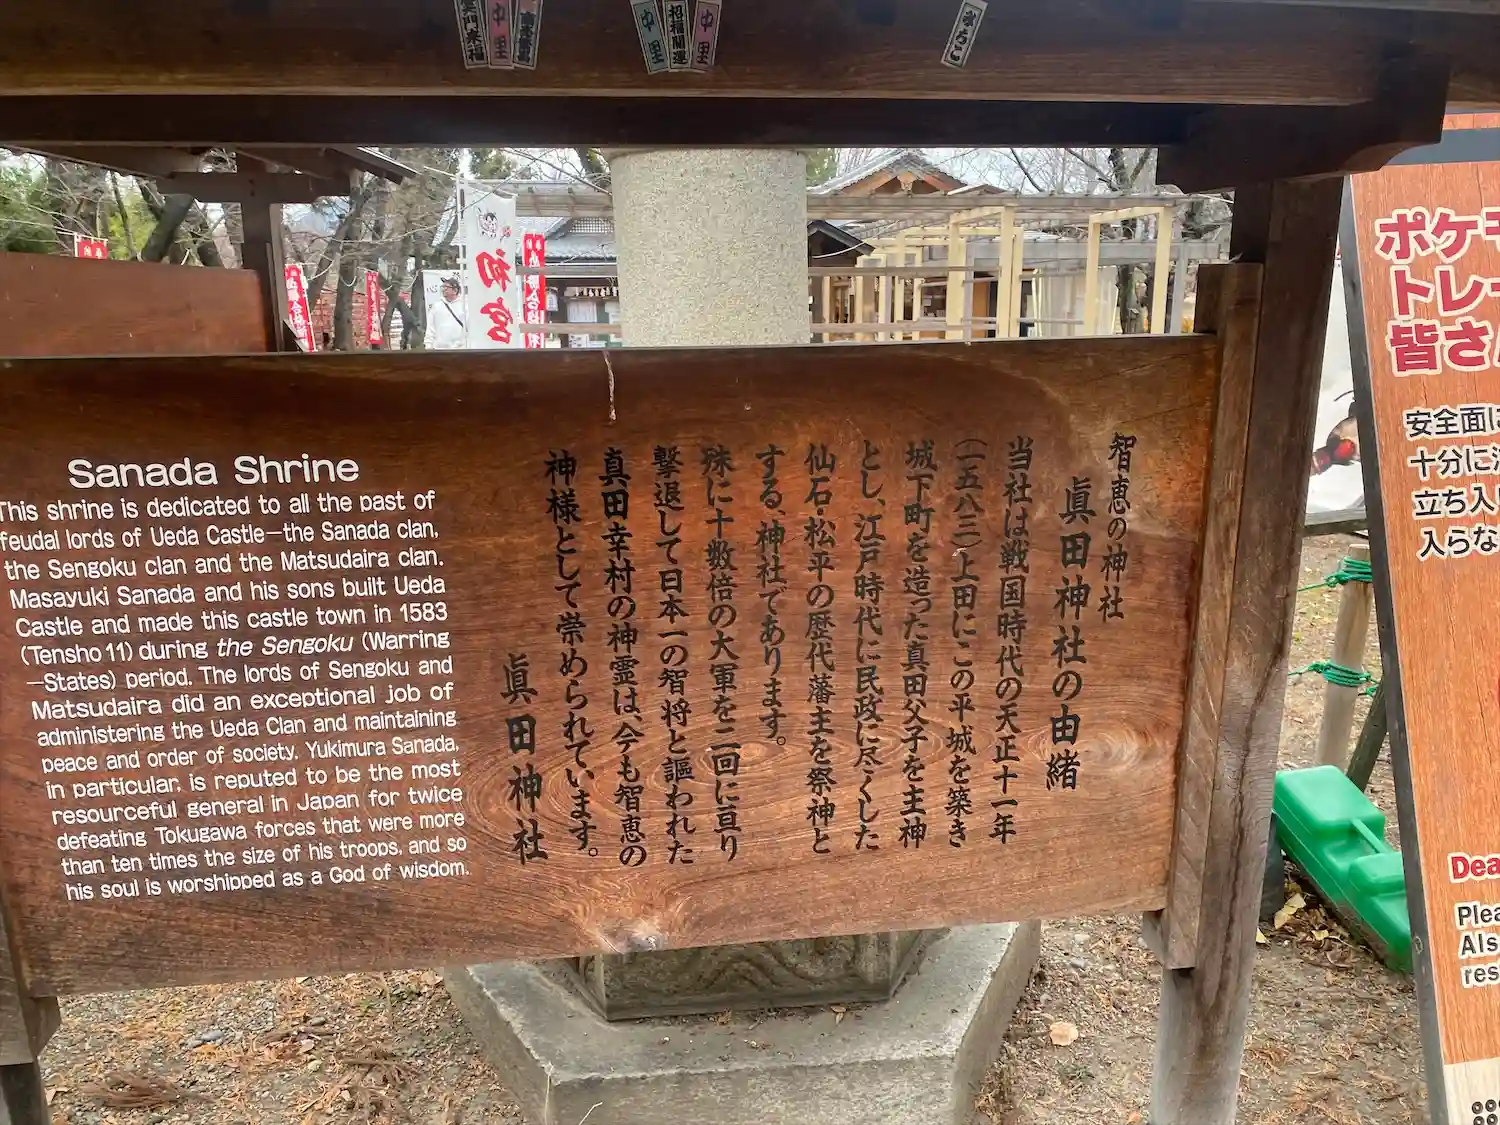 中里
招福開運
中里
初宮
Sanada Shrine
This shrine is dedicated to all the past of
feudal lords of Ueda Castle—the Sanada clan,
the Sengoku clan and the Matsudaira clan.
Masayuki Sanada and his sons built Ueda
Castle and made this castle town in 1583
(Tensho 11) during the Sengoku (Warring
—States) period. The lords of Sengoku and
Matsudaira did an exceptional job of
administering the Ueda Clan and maintaining
peace and order of society. Yukimura Sanada,
in particular, is reputed to be the most
resourceful general in Japan for twice
defeating Tokugawa forces that were more
than ten times the size of his troops, and so
his soul is worshipped as a God of wisdom.
智恵の神社
眞田神社の由緒
当社は戦国時代の天正十一年
(一五八三)上田にこの平城を築き
城下町を造った真田父子を主神
とし、江戸時代に民政に尽くした
仙石・松平の歴代藩主を祭神と
する、神社であります。
殊に十数倍の大軍を二回に亘り
撃退して日本一の智将と謳われた
真田幸村の神霊は、今も智恵の
神様として崇められています。
眞田神社
ポケモ
トレー
皆さ
安全面に
十分に
立ち入
入らな
Dea
Plea
Als
res